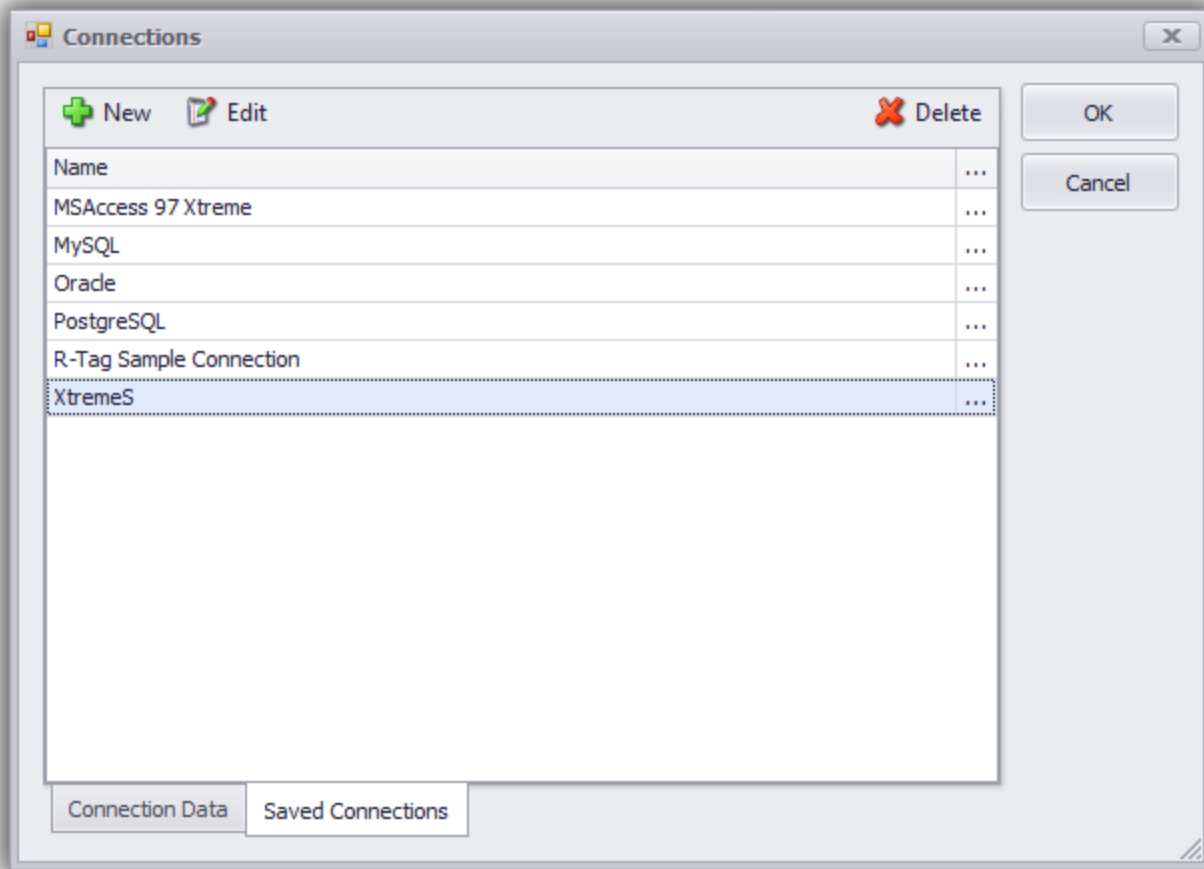 Connections
New Edit Delete
OK
Cancel
Name ...
MSAccess 97 Xtreme ...
MySQL ...
Oracle ...
PostgreSQL ...
R-Tag Sample Connection ...
XtremeS ...
Connection Data Saved Connections